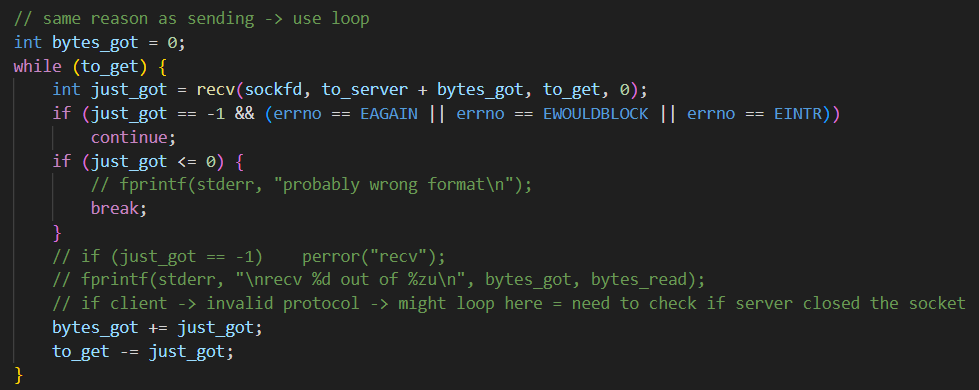 // same reason as sending -> use loop
int bytes_got = 0;
while (to_get) {
    int just_got = recv(sockfd, to_server + bytes_got, to_get, 0);
    if (just_got == -1 && (errno == EAGAIN || errno == EWOULDBLOCK || errno == EINTR))
        continue;
    if (just_got <= 0) {
        // fprintf(stderr, "probably wrong format\n");
        break;
    }
    // if (just_got == -1)    perror("recv");
    // fprintf(stderr, "\nrecv %d out of %zu\n", bytes_got, bytes_read);
    // if client -> invalid protocol -> might loop here = need to check if server closed the socket
    bytes_got += just_got;
    to_get -= just_got;
}